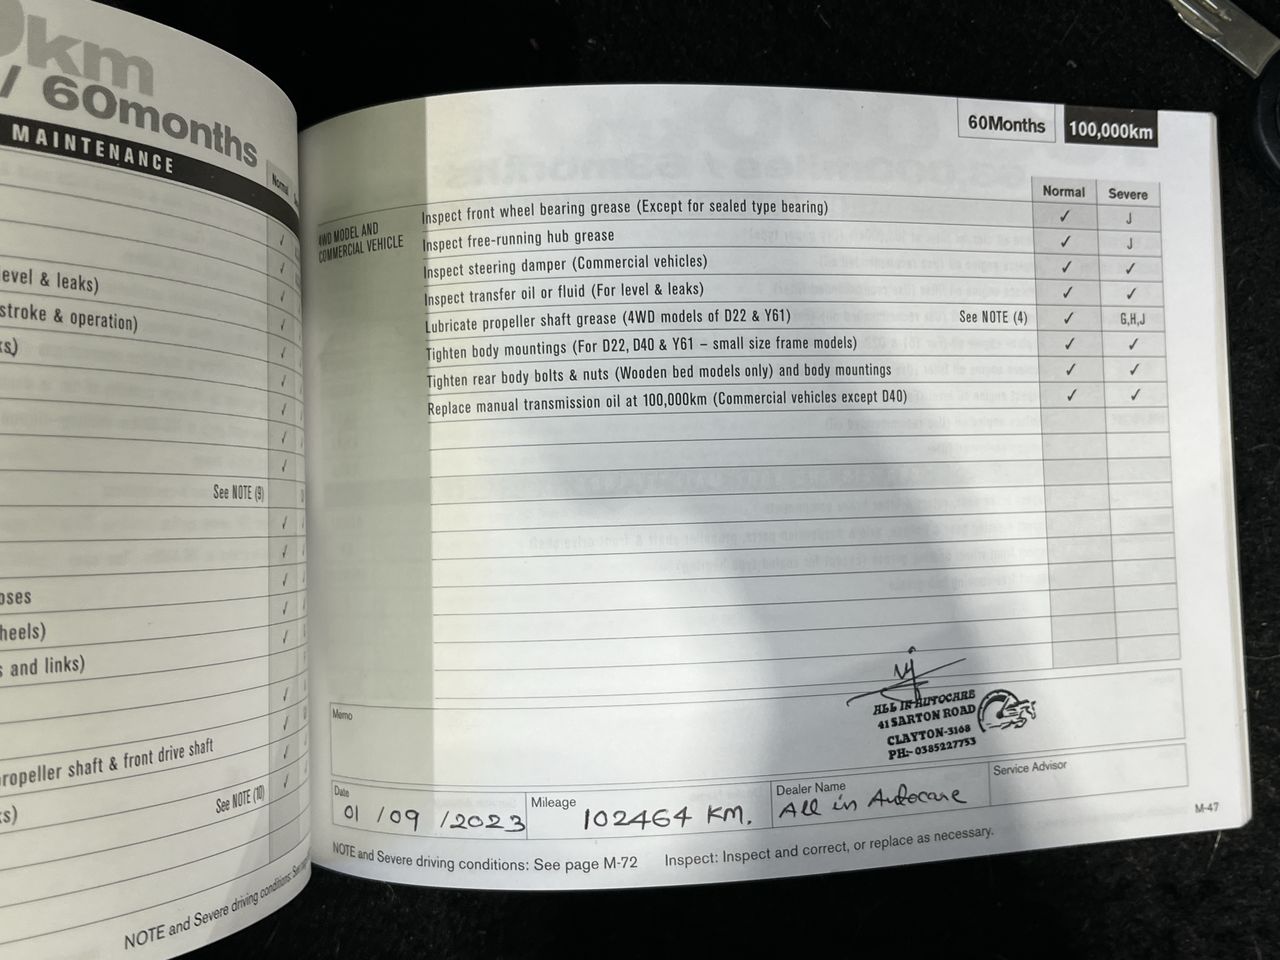 km
/ 60months
MAINTENANCE
Normal
level & leaks)
stroke & operation)
ks)
See NOTE (9)
oses
heels)
s and links)
propeller shaft & front drive shaft
See NOTE (10)
ks)
NOTE and Severe driving conditions: See
60Months
100,000km
Normal Severe
4WD MODEL AND
COMMERCIAL VEHICLE
Inspect front wheel bearing grease (Except for sealed type bearing) ✓ J
Inspect free-running hub grease ✓ J
Inspect steering damper (Commercial vehicles) ✓ ✓
Inspect transfer oil or fluid (For level & leaks) ✓ ✓
Lubricate propeller shaft grease (4WD models of D22 & Y61) See NOTE (4) ✓ G,H,J
Tighten body mountings (For D22, D40 & Y61 – small size frame models) ✓ ✓
Tighten rear body bolts & nuts (Wooden bed models only) and body mountings ✓ ✓
Replace manual transmission oil at 100,000km (Commercial vehicles except D40) ✓ ✓
Memo
ALL IN AUTOCARE
41 SARTON ROAD
CLAYTON-3168
PH:- 0385227753
Date
01 / 09 / 2023
Mileage
102464 KM.
Dealer Name
All in Autocare
Service Advisor
M-47
NOTE and Severe driving conditions: See page M-72 Inspect: Inspect and correct, or replace as necessary.